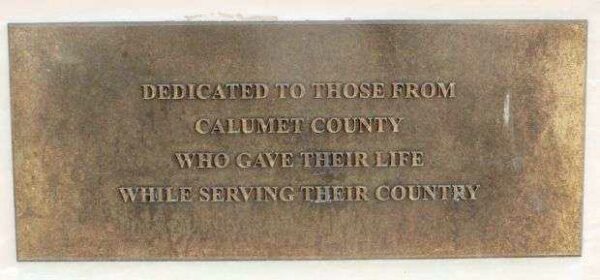 DEDICATED TO THOSE FROM
CALUMET COUNTY
WHO GAVE THEIR LIFE
WHILE SERVING THEIR COUNTRY